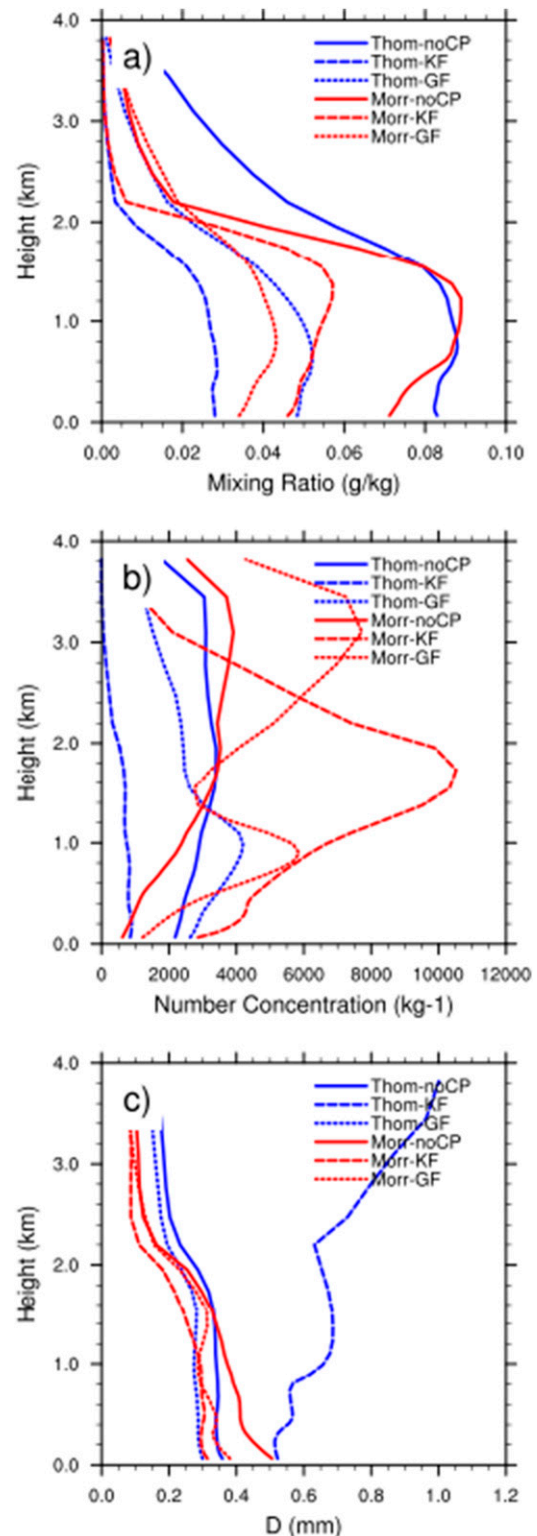 4.0
a)
Thom-noCP
Thom-KF
Thom-GF
3.0
Morr-noCP
Morr-KF
Morr-GF
Height (km)
2.0
1.0
0.0
0.00 0.02 0.04 0.06 0.08 0.10
Mixing Ratio (g/kg)
4.0
b)
Thom-noCP
Thom-KF
Thom-GF
3.0
Morr-noCP
Morr-KF
Morr-GF
Height (km)
2.0
1.0
0.0
0 2000 4000 6000 8000 10000 12000
Number Concentration (kg-1)
4.0
c)
Thom-noCP
Thom-KF
Thom-GF
3.0
Morr-noCP
Morr-KF
Morr-GF
Height (km)
2.0
1.0
0.0
0.0 0.2 0.4 0.6 0.8 1.0 1.2
D (mm)